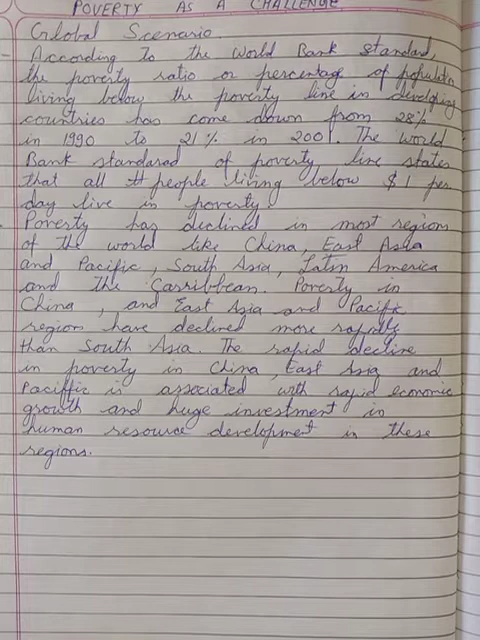 POVERTY AS A CHALLENGE
Global Scenario
According To the World Bank standard,
the poverty ratio or percentage of population
living below the poverty line in developing
countries has come down from 28%
in 1990 to 21% in 2001. The world
Bank standarad of poverty line states
that all people living below $1 per
day live in poverty.
Poverty has declined in most region
of the world like China, East Asia
and Pacific, South Asia, Latin America
and the Carribbean. Poverty in
China, and East Asia and Pacific
region have declined more rapidly
than South Asia. The rapid decline
in poverty in China, East Asia and
Paciffic is associated with rapid economic
growth and huge investment in
human resource development in these
regions.